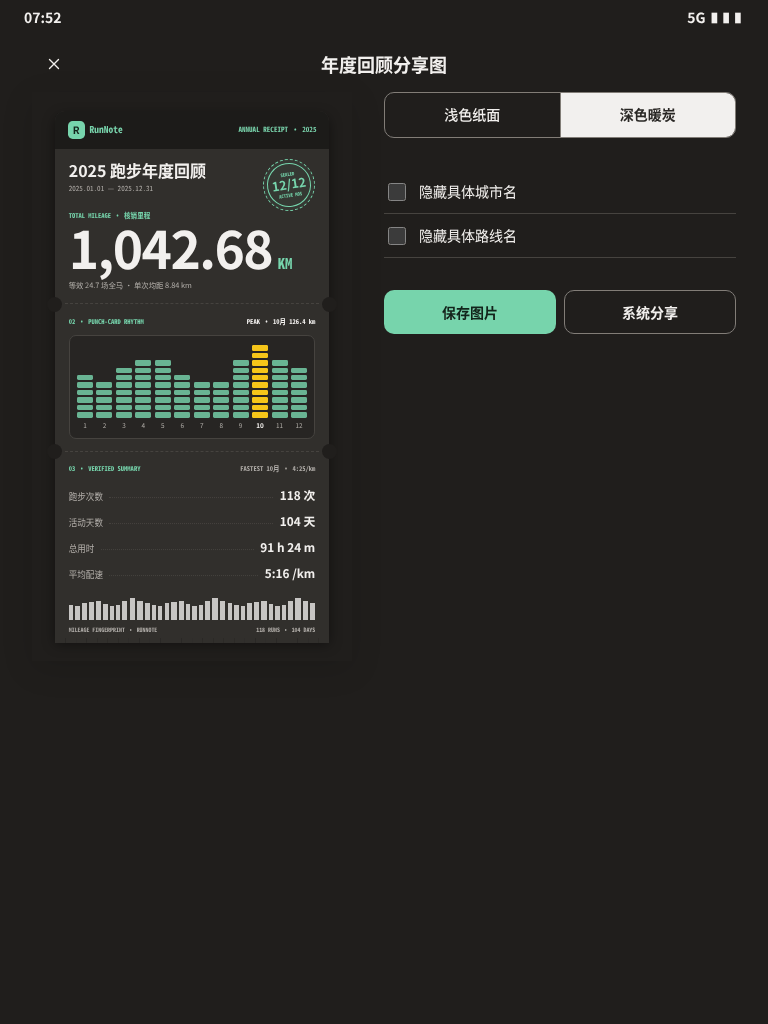 07:52
5G
年度回顾分享图
R RunNote
ANNUAL RECEIPT • 2025
2025 跑步年度回顾
2025.01.01 — 2025.12.31
12/12
TOTAL MILEAGE • 核销里程
1,042.68 KM
等效 24.7 场全马 · 单次均距 8.84 km
02 • PUNCH-CARD RHYTHM
PEAK • 10月 126.4 km
1 2 3 4 5 6 7 8 9 10 11 12
03 • VERIFIED SUMMARY
FASTEST 10月 • 4:25/km
跑步次数 118 次
活动天数 104 天
总用时 91 h 24 m
平均配速 5:16 /km
MILEAGE FINGERPRINT • RUNNOTE
118 RUNS • 104 DAYS
浅色纸面
深色暖炭
隐藏具体城市名
隐藏具体路线名
保存图片
系统分享